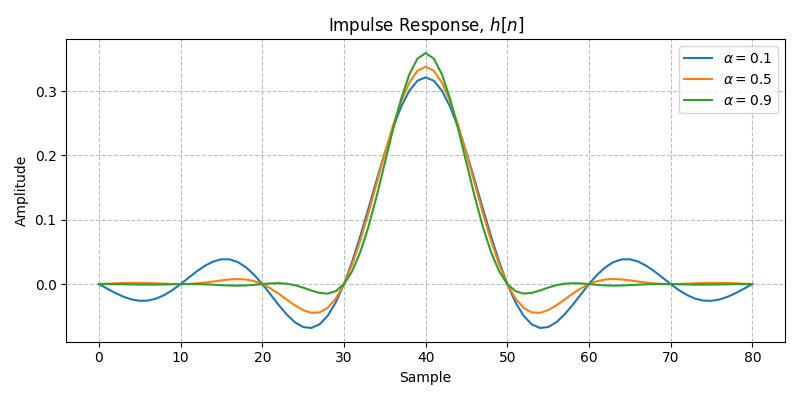 Impulse Response, h[n]
α = 0.1
α = 0.5
α = 0.9
Amplitude
0.3
0.2
0.1
0.0
0 10 20 30 40 50 60 70 80
Sample